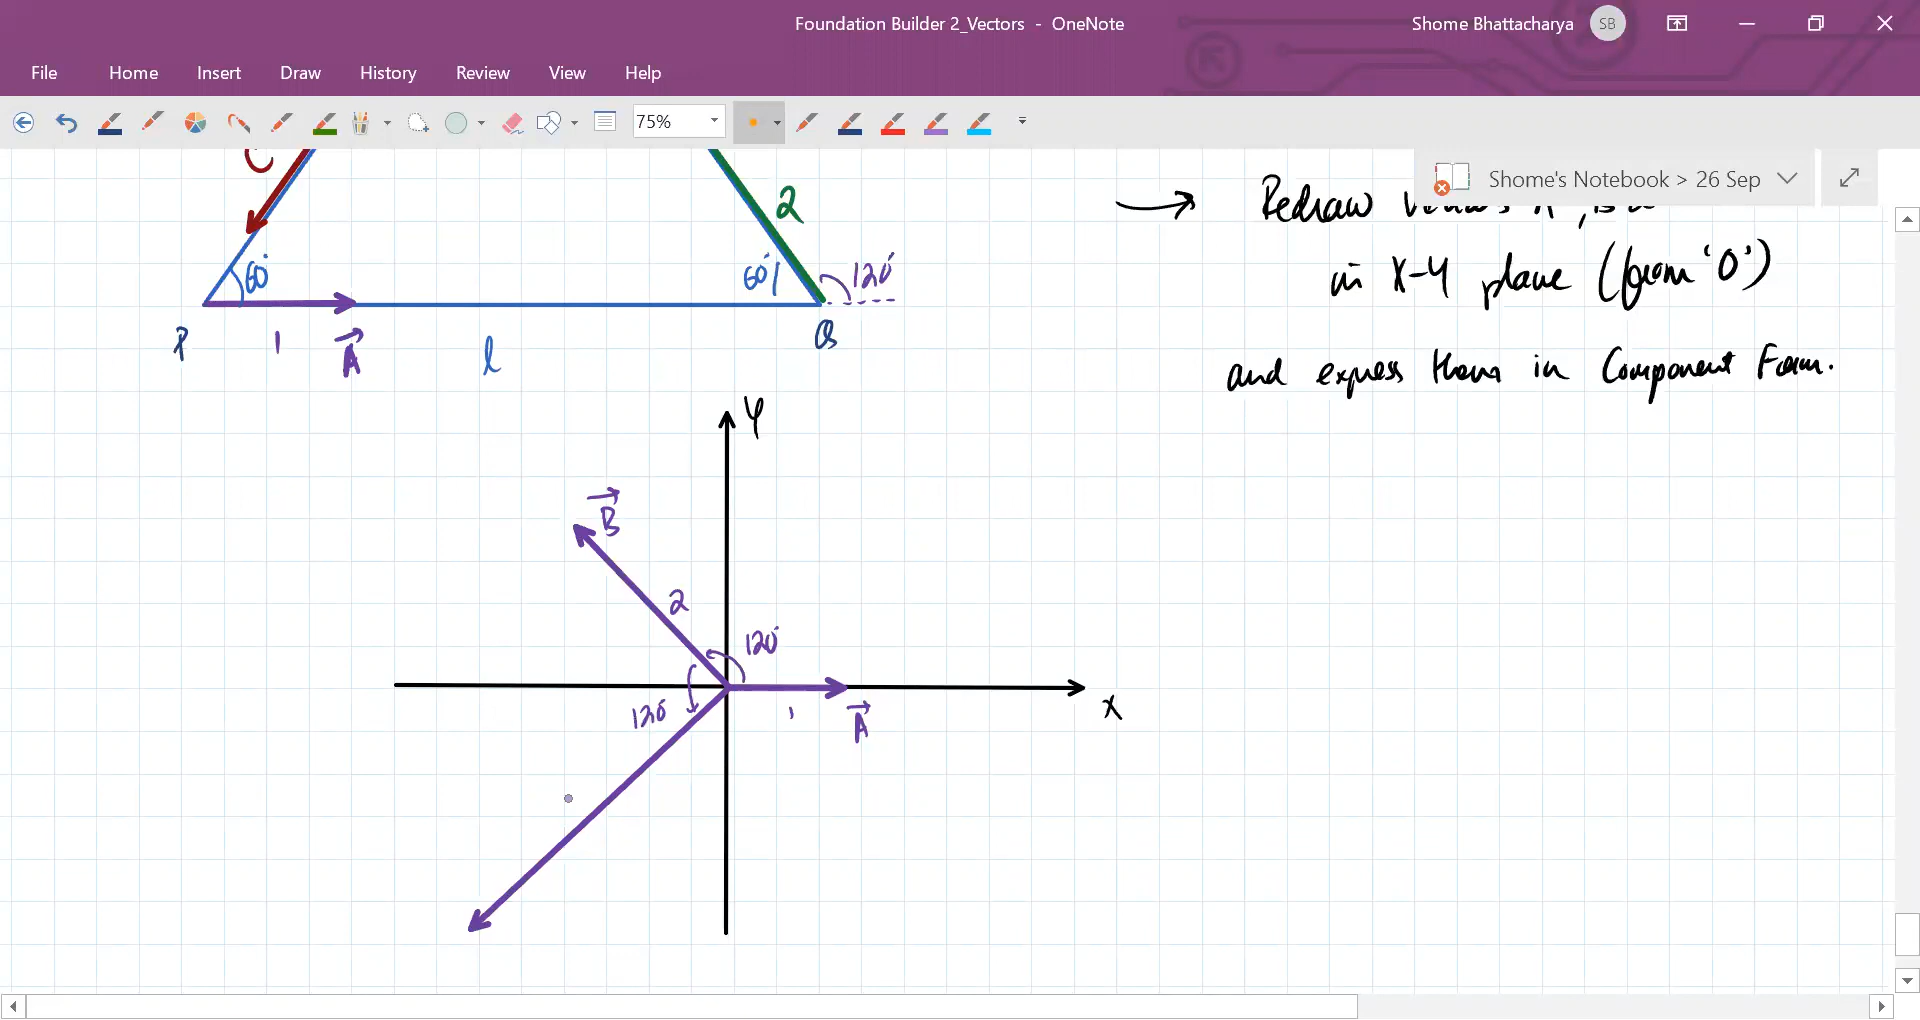 Foundation Builder 2_Vectors - OneNote
Shome Bhattacharya SB
File Home Insert Draw History Review View Help
75%
Shome's Notebook > 26 Sep
C
2
60°
60°
120°
P
1
A
l
Q
→ Redraw
in X-Y plane (from 'O')
and express them in Component Form.
Y
B
2
120°
120°
1
A
X